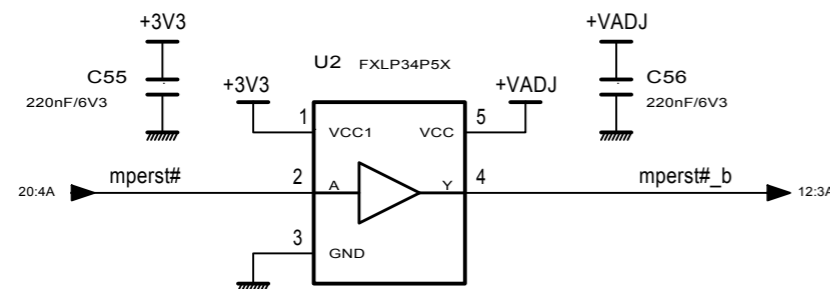 +3V3
+VADJ
U2 FXLP34P5X
C55
220nF/6V3
+3V3
+VADJ
C56
220nF/6V3
1
VCC1
VCC
5
20:4A
mperst#
2
A
Y
4
mperst#_b
12:3A
3
GND